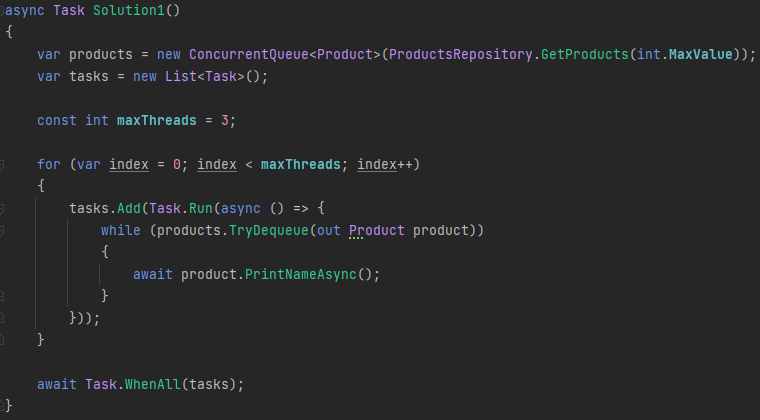 async Task Solution1()
{
    var products = new ConcurrentQueue<Product>(ProductsRepository.GetProducts(int.MaxValue));
    var tasks = new List<Task>();

    const int maxThreads = 3;

    for (var index = 0; index < maxThreads; index++)
    {
        tasks.Add(Task.Run(async () => {
            while (products.TryDequeue(out Product product))
            {
                await product.PrintNameAsync();
            }
        }));
    }

    await Task.WhenAll(tasks);
}